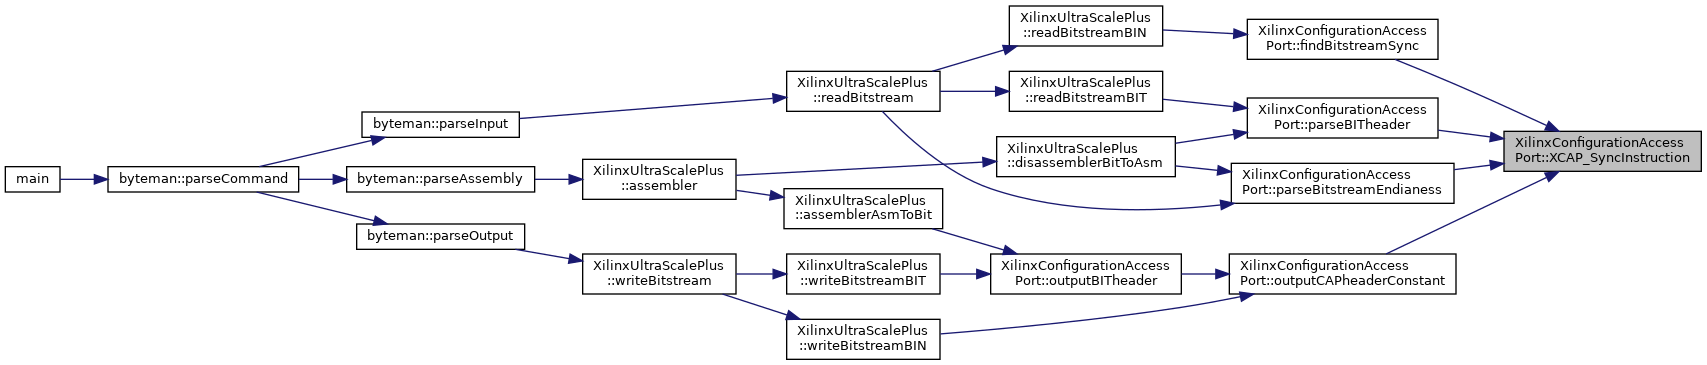 XilinxUltraScalePlus
::readBitstreamBIN
XilinxConfigurationAccess
Port::findBitstreamSync
XilinxUltraScalePlus
::readBitstream
XilinxUltraScalePlus
::readBitstreamBIT
XilinxConfigurationAccess
Port::parseBITheader
byteman::parseInput
XilinxConfigurationAccess
Port::XCAP_SyncInstruction
XilinxUltraScalePlus
::disassemblerBitToAsm
main
byteman::parseCommand
byteman::parseAssembly
XilinxUltraScalePlus
::assembler
XilinxConfigurationAccess
Port::parseBitstreamEndianess
XilinxUltraScalePlus
::assemblerAsmToBit
byteman::parseOutput
XilinxUltraScalePlus
::writeBitstream
XilinxUltraScalePlus
::writeBitstreamBIT
XilinxConfigurationAccess
Port::outputBITheader
XilinxConfigurationAccess
Port::outputCAPheaderConstant
XilinxUltraScalePlus
::writeBitstreamBIN